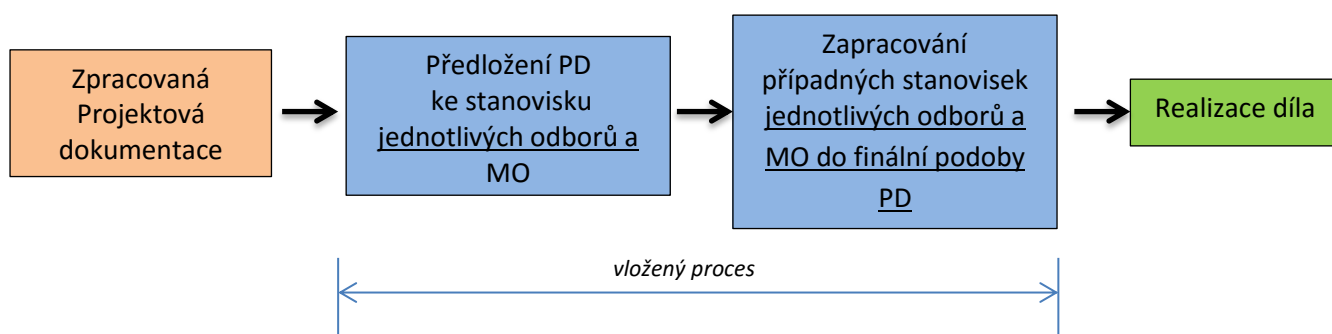 Zpracovaná
Projektová
dokumentace
Předložení PD
ke stanovisku
jednotlivých odborů a
MO
Zapracování
případných stanovisek
jednotlivých odborů a
MO do finální podoby
PD
Realizace díla
vložený proces